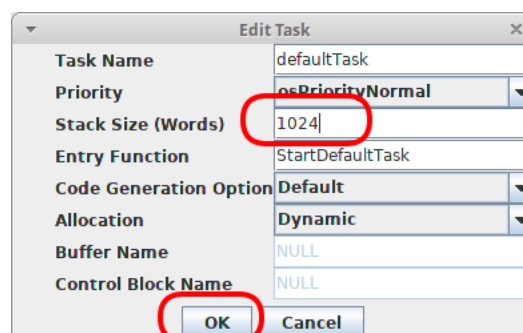 Edit Task
Task Name defaultTask
Priority osPriorityNormal
Stack Size (Words) 1024
Entry Function StartDefaultTask
Code Generation Option Default
Allocation Dynamic
Buffer Name NULL
Control Block Name NULL
OK Cancel